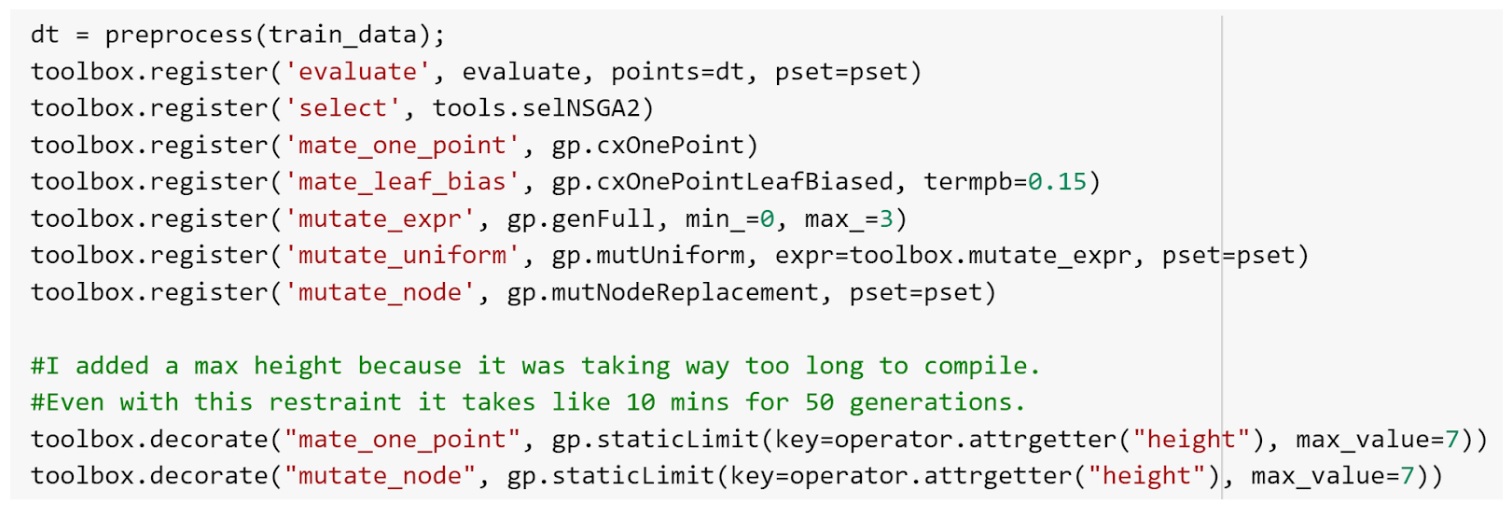 dt = preprocess(train_data);
toolbox.register('evaluate', evaluate, points=dt, pset=pset)
toolbox.register('select', tools.selNSGA2)
toolbox.register('mate_one_point', gp.cxOnePoint)
toolbox.register('mate_leaf_bias', gp.cxOnePointLeafBiased, termpb=0.15)
toolbox.register('mutate_expr', gp.genFull, min_=0, max_=3)
toolbox.register('mutate_uniform', gp.mutUniform, expr=toolbox.mutate_expr, pset=pset)
toolbox.register('mutate_node', gp.mutNodeReplacement, pset=pset)
#I added a max height because it was taking way too long to compile.
#Even with this restraint it takes like 10 mins for 50 generations.
toolbox.decorate("mate_one_point", gp.staticLimit(key=operator.attrgetter("height"), max_value=7))
toolbox.decorate("mutate_node", gp.staticLimit(key=operator.attrgetter("height"), max_value=7))